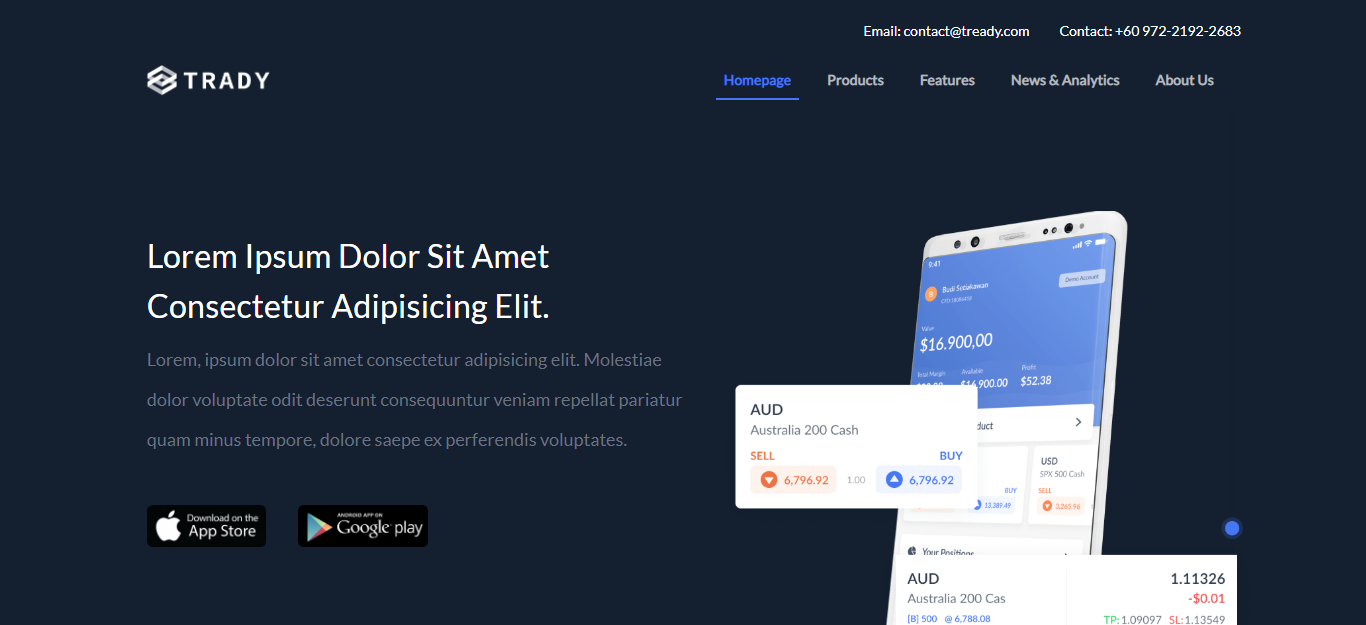 Email: contact@tready.com Contact: +60 972-2192-2683
TRADY
Homepage Products Features News & Analytics About Us
Lorem Ipsum Dolor Sit Amet
Consectetur Adipisicing Elit.
Lorem, ipsum dolor sit amet consectetur adipisicing elit. Molestiae
dolor voluptate odit deserunt consequuntur veniam repellat pariatur
quam minus tempore, dolore saepe ex perferendis voluptates.
Download on the
App Store
ANDROID APP ON
Google play
9:41
Budi Setiakawan
Demo Account
Value
$16.900,00
Total Margin Available Profit
$16,900.00 $52.38
AUD
Australia 200 Cash
SELL BUY
6,796.92 1.00 6,796.92
duct
USD
SPX 500 Cash
BUY SELL
13,389.49 3,265.96
Your Positions
AUD 1.11326
Australia 200 Cas -$0.01
[B] 500 @ 6,788.08 TP: 1.09097 SL: 1.13549